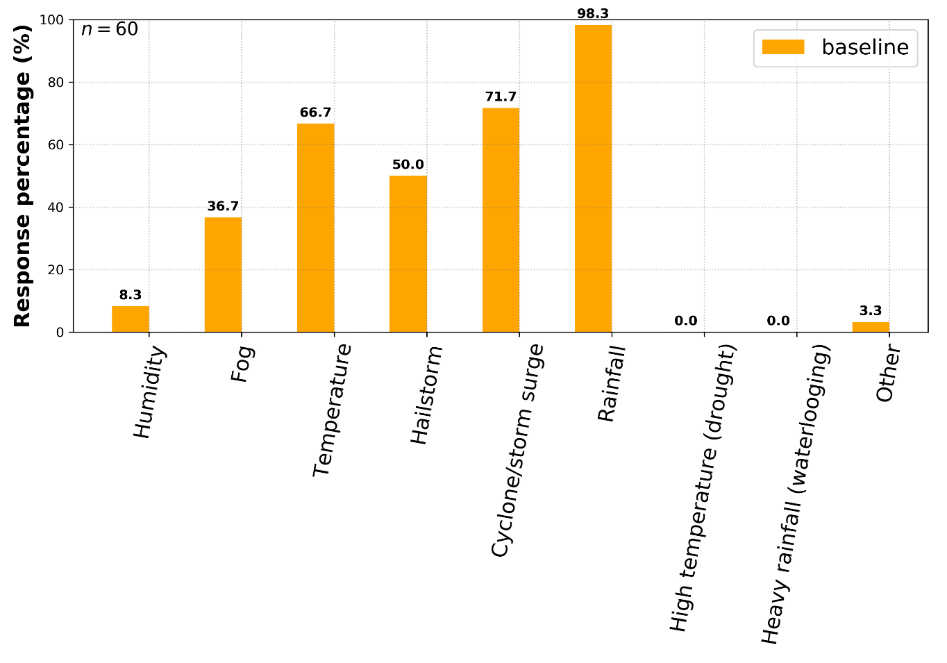 n = 60
baseline
Response percentage (%)
100
80
60
40
20
0
8.3
36.7
66.7
50.0
71.7
98.3
0.0
0.0
3.3
Humidity
Fog
Temperature
Hailstorm
Cyclone/storm surge
Rainfall
High temperature (drought)
Heavy rainfall (waterlooging)
Other